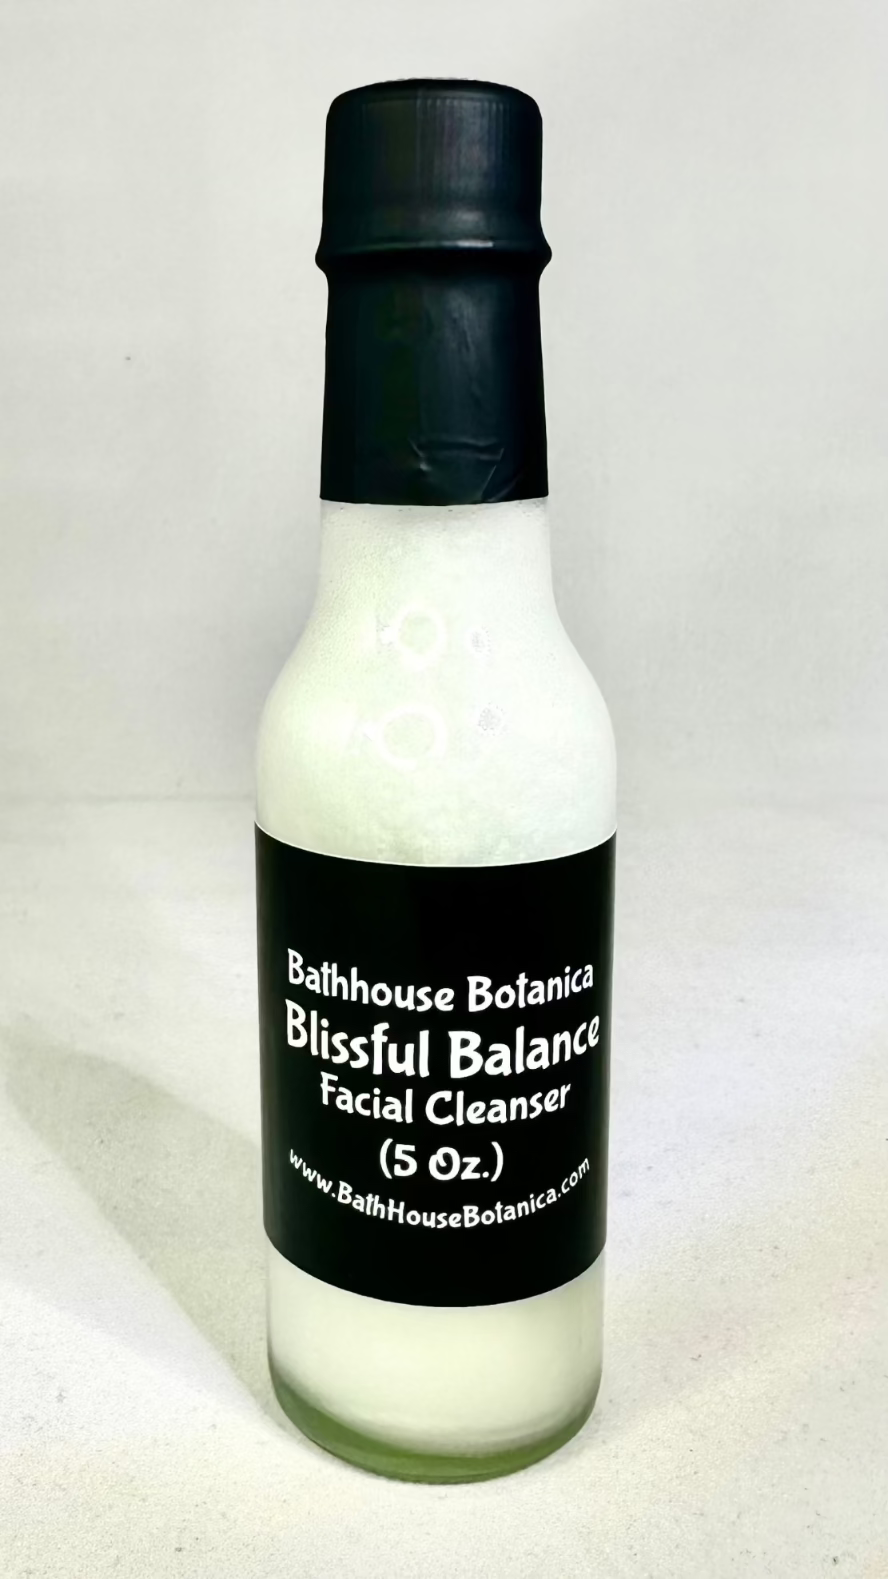 Bathhouse Botanica
Blissful Balance
Facial Cleanser
(5 Oz.)
www.BathHouseBotanica.com